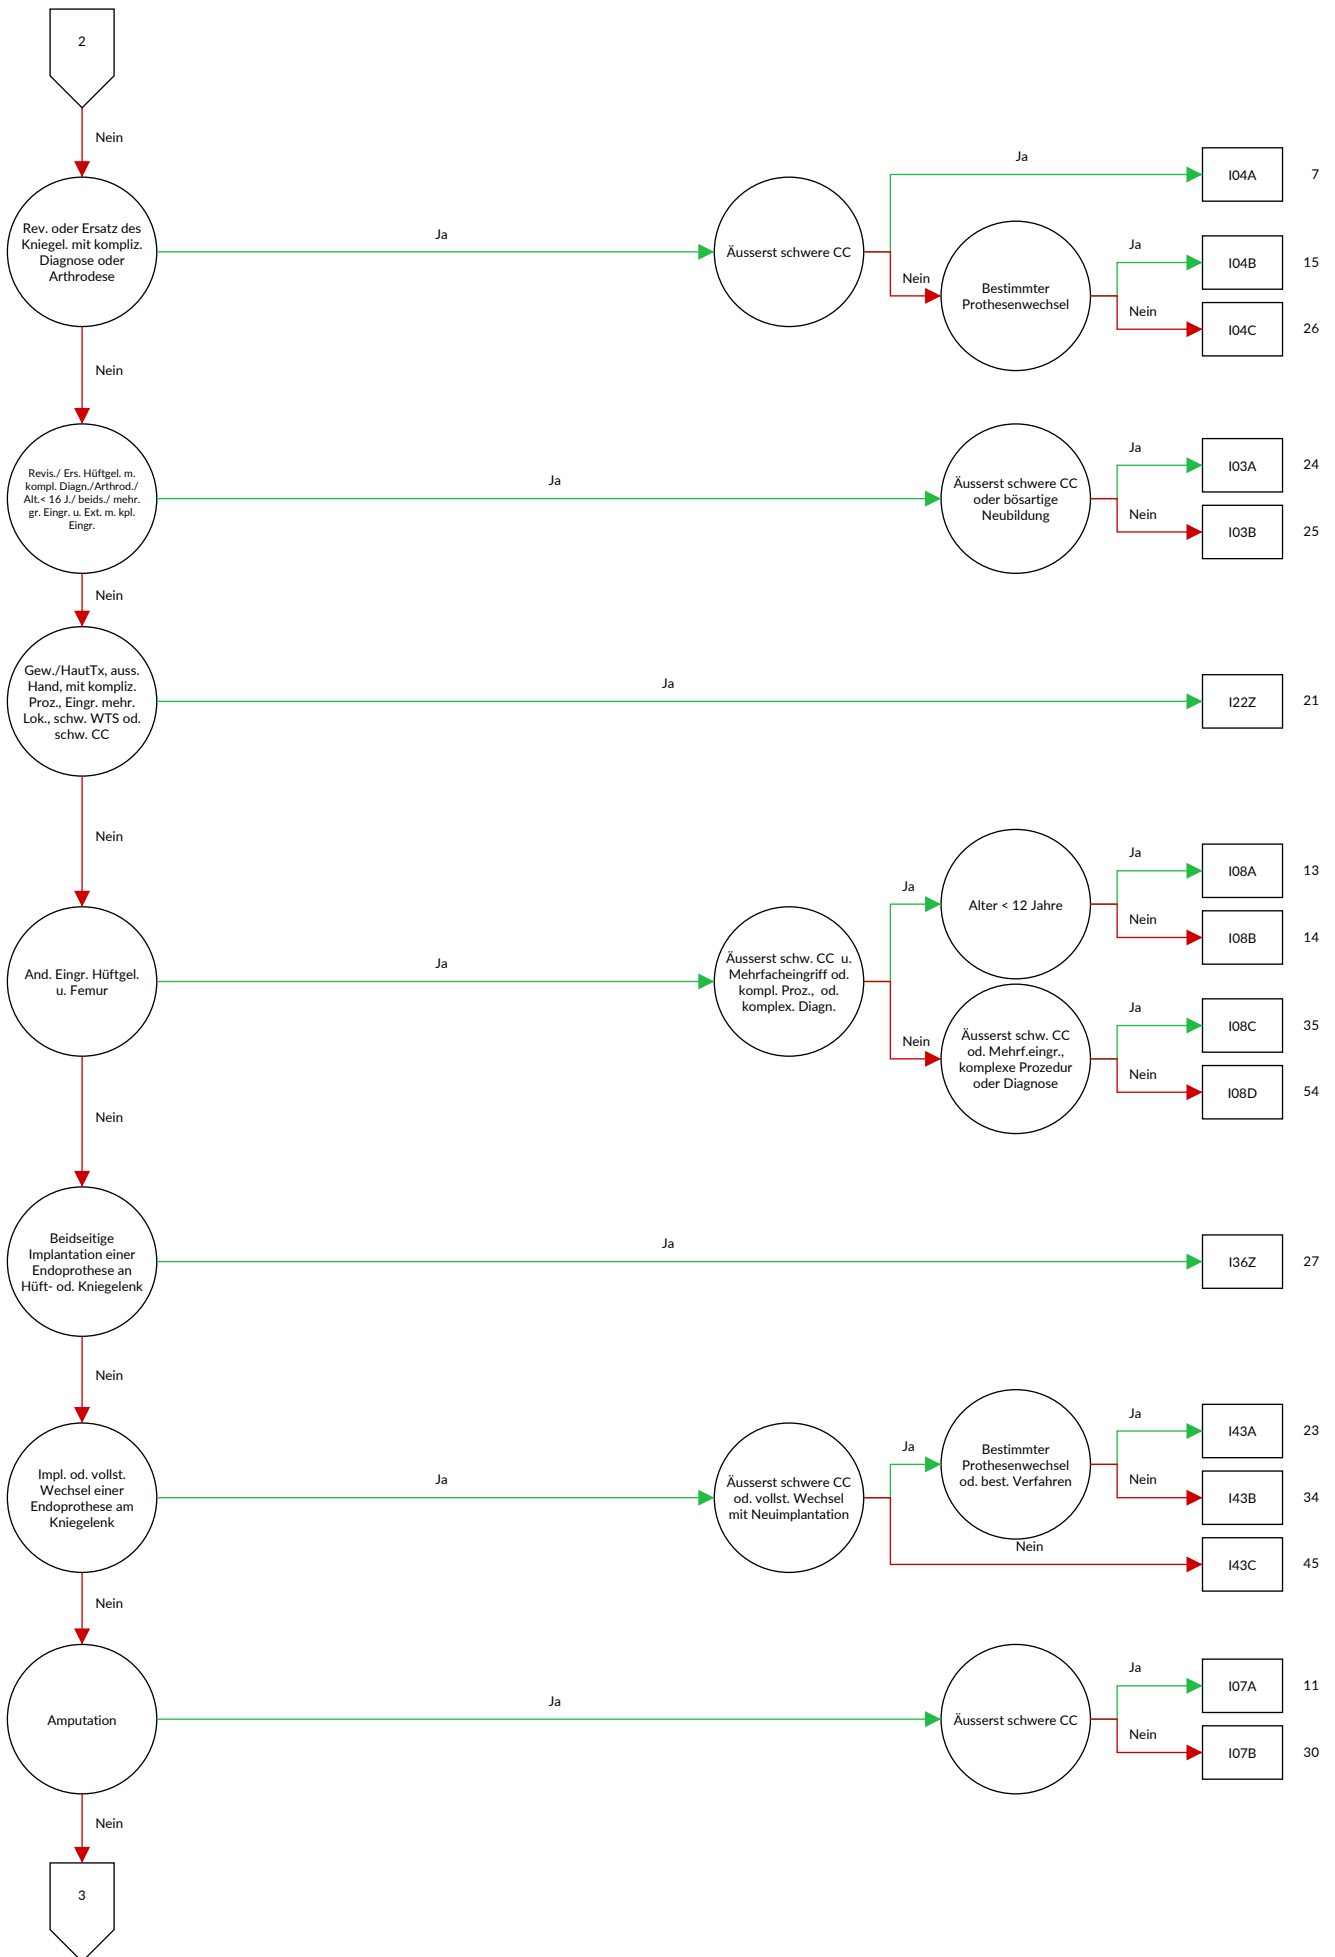 2
Nein
Rev. oder Ersatz des
Kniegel. mit kompliz.
Diagnose oder
Arthrodese
Ja
Äusserst schwere CC
Ja
I04A
7
Nein
Bestimmter
Prothesenwechsel
Ja
I04B
15
Nein
I04C
26
Nein
Revis./ Ers. Hüftgel. m.
kompl. Diagn./Arthrod./
Alt.< 16 J./ beids./ mehr.
gr. Eingr. u. Ext. m. kpl.
Eingr.
Ja
Äusserst schwere CC
oder bösartige
Neubildung
Ja
I03A
24
Nein
I03B
25
Nein
Gew./HautTx, auss.
Hand, mit kompliz.
Proz., Eingr. mehr.
Lok., schw. WTS od.
schw. CC
Ja
I22Z
21
Nein
And. Eingr. Hüftgel.
u. Femur
Ja
Äusserst schw. CC  u.
Mehrfacheingriff od.
kompl. Proz.,  od.
komplex. Diagn.
Ja
Alter < 12 Jahre
Ja
I08A
13
Nein
I08B
14
Nein
Äusserst schw. CC
od. Mehrf.eingr.,
komplexe Prozedur
oder Diagnose
Ja
I08C
35
Nein
I08D
54
Nein
Beidseitige
Implantation einer
Endoprothese an
Hüft- od. Kniegelenk
Ja
I36Z
27
Nein
Impl. od. vollst.
Wechsel einer
Endoprothese am
Kniegelenk
Ja
Äusserst schwere CC
od. vollst. Wechsel
mit Neuimplantation
Ja
Bestimmter
Prothesenwechsel
od. best. Verfahren
Ja
I43A
23
Nein
I43B
34
Nein
I43C
45
Nein
Amputation
Ja
Äusserst schwere CC
Ja
I07A
11
Nein
I07B
30
Nein
3